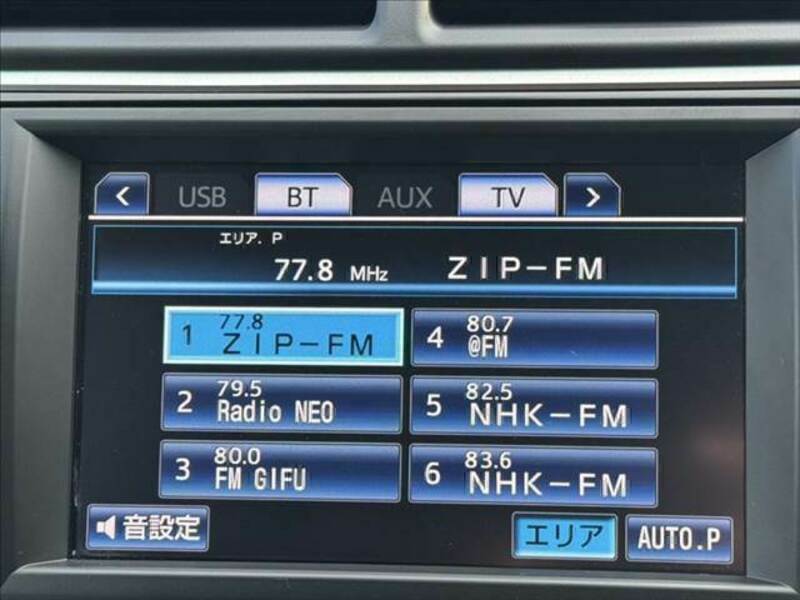 < USB BT AUX TV >
エリア. P
77.8 MHz ZIP-FM
1 77.8 ZIP-FM
4 80.7 @FM
2 79.5 Radio NEO
5 82.5 NHK-FM
3 80.0 FM GIFU
6 83.6 NHK-FM
音設定 エリア AUTO.P